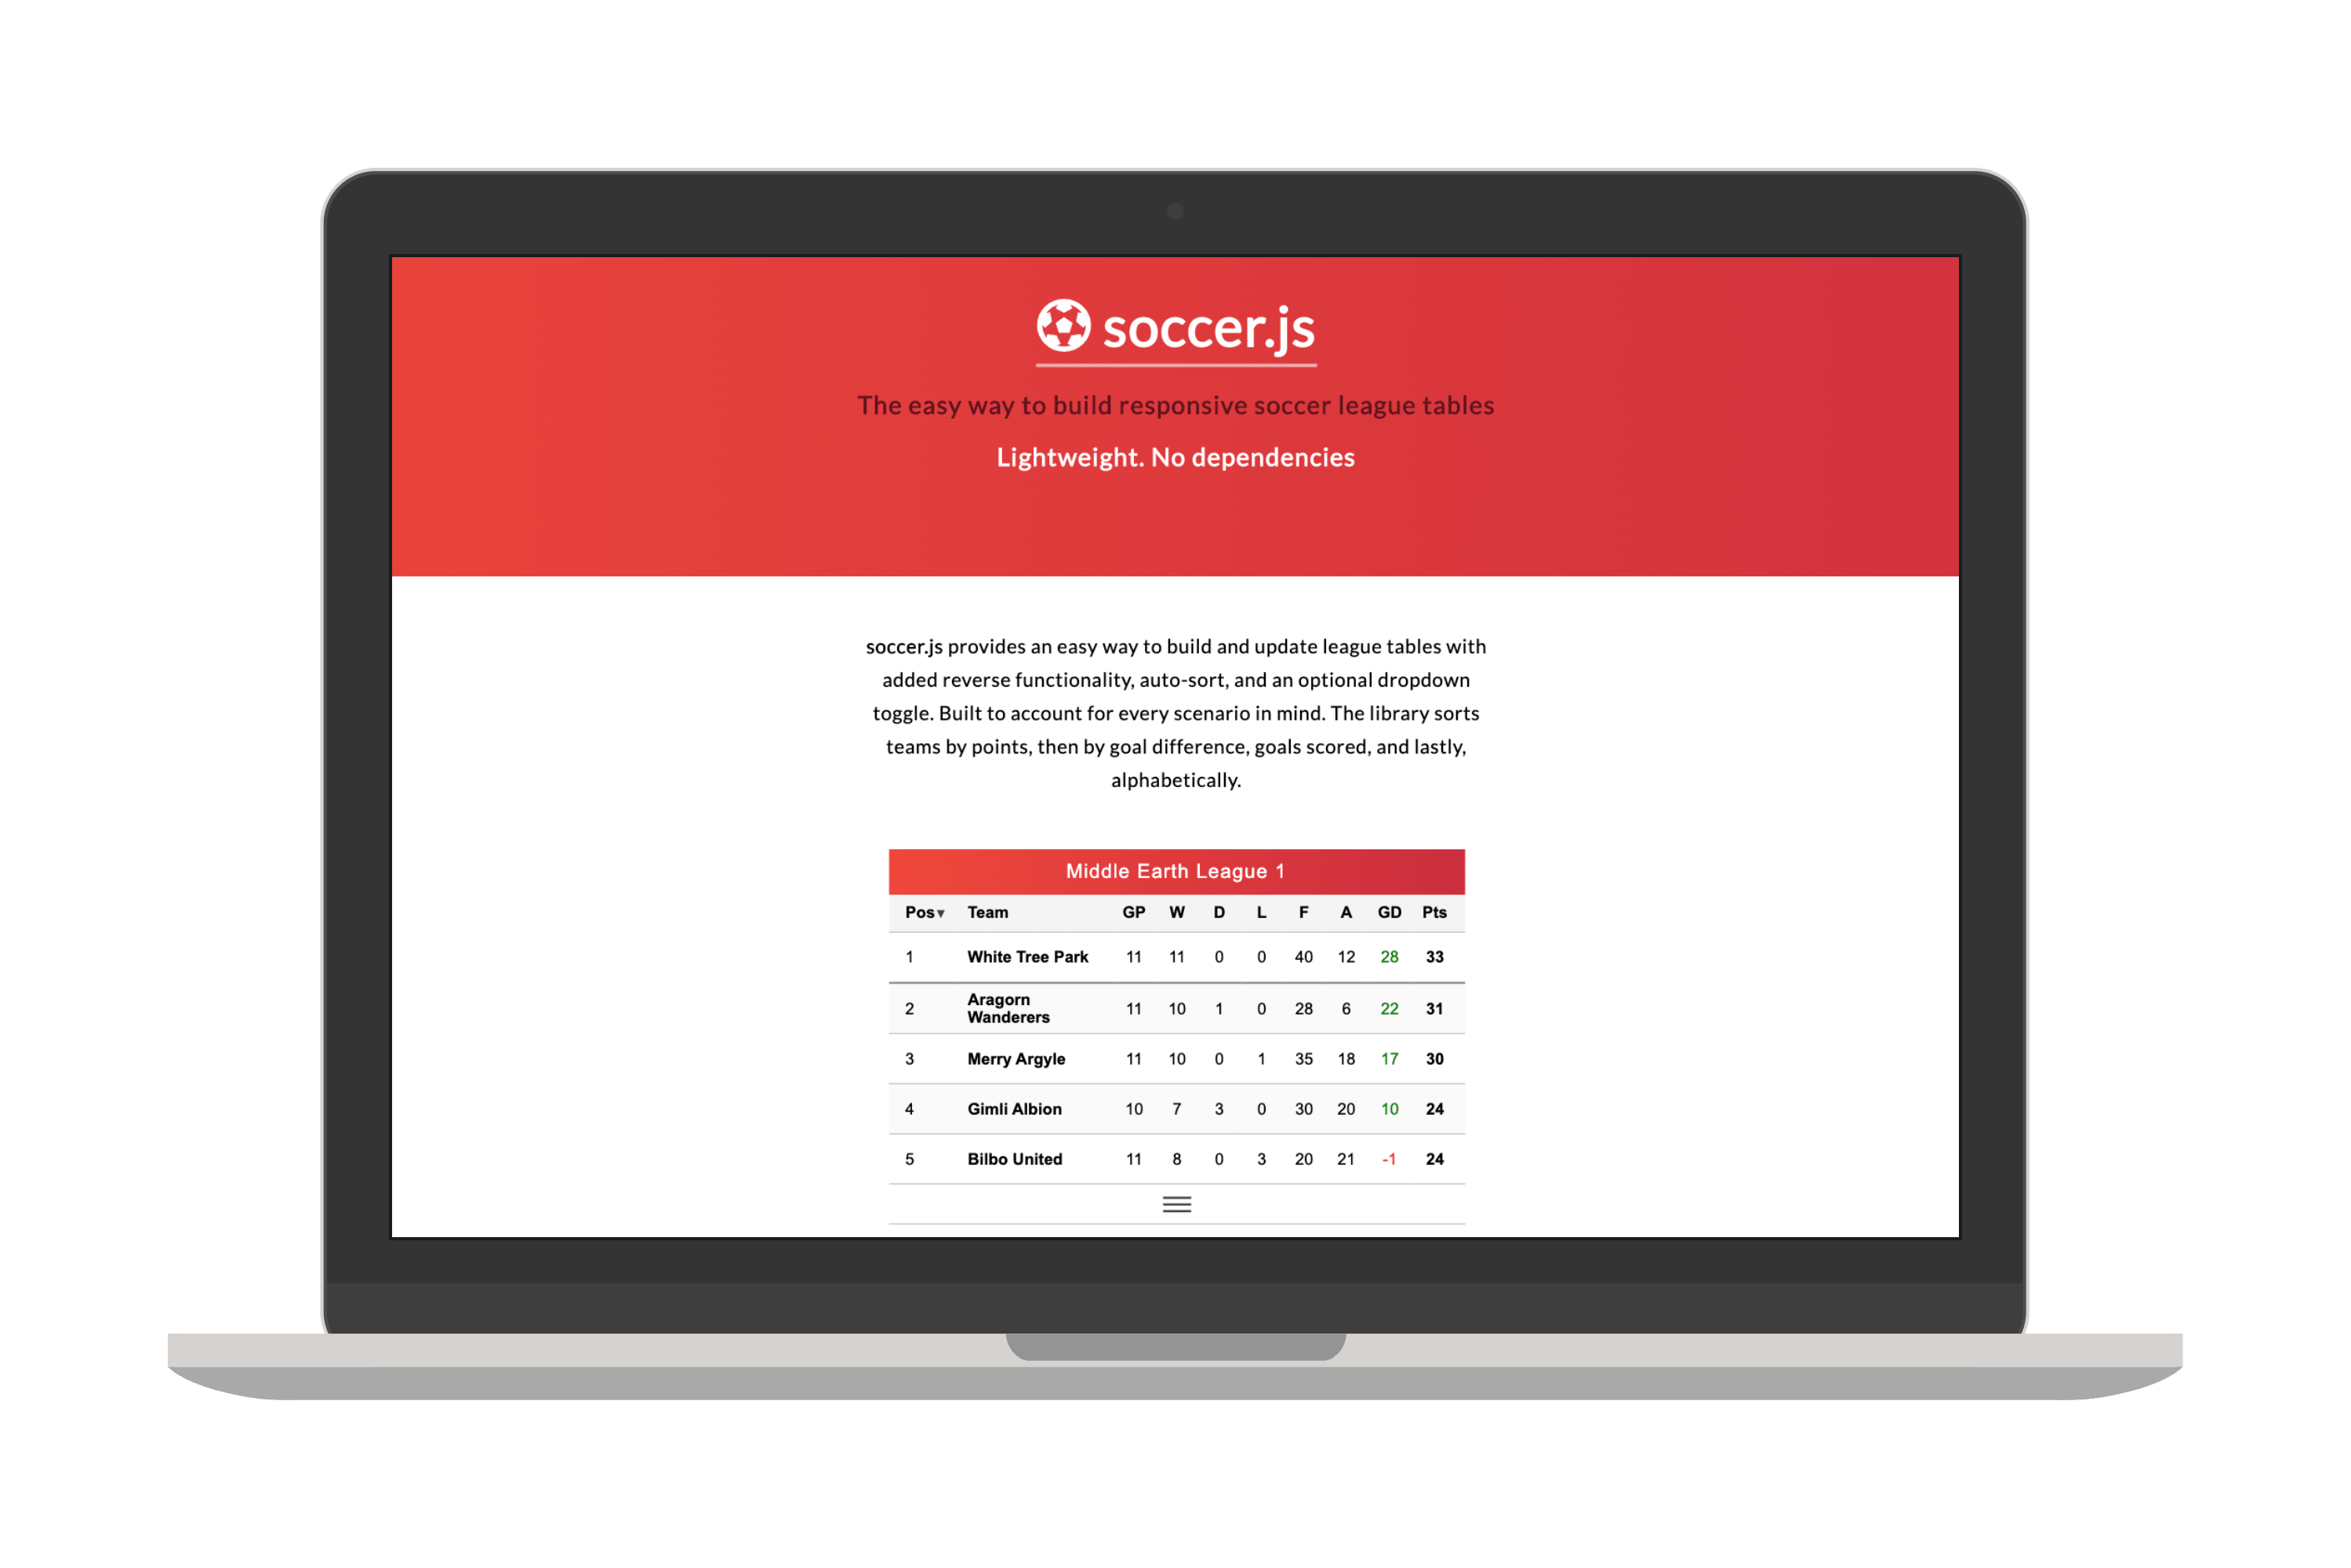 soccer.js
The easy way to build responsive soccer league tables
Lightweight. No dependencies
soccer.js provides an easy way to build and update league tables with
added reverse functionality, auto-sort, and an optional dropdown
toggle. Built to account for every scenario in mind. The library sorts
teams by points, then by goal difference, goals scored, and lastly,
alphabetically.
Middle Earth League 1
Pos▾ Team GP W D L F A GD Pts
1 White Tree Park 11 11 0 0 40 12 28 33
2 Aragorn Wanderers 11 10 1 0 28 6 22 31
3 Merry Argyle 11 10 0 1 35 18 17 30
4 Gimli Albion 10 7 3 0 30 20 10 24
5 Bilbo United 11 8 0 3 20 21 -1 24